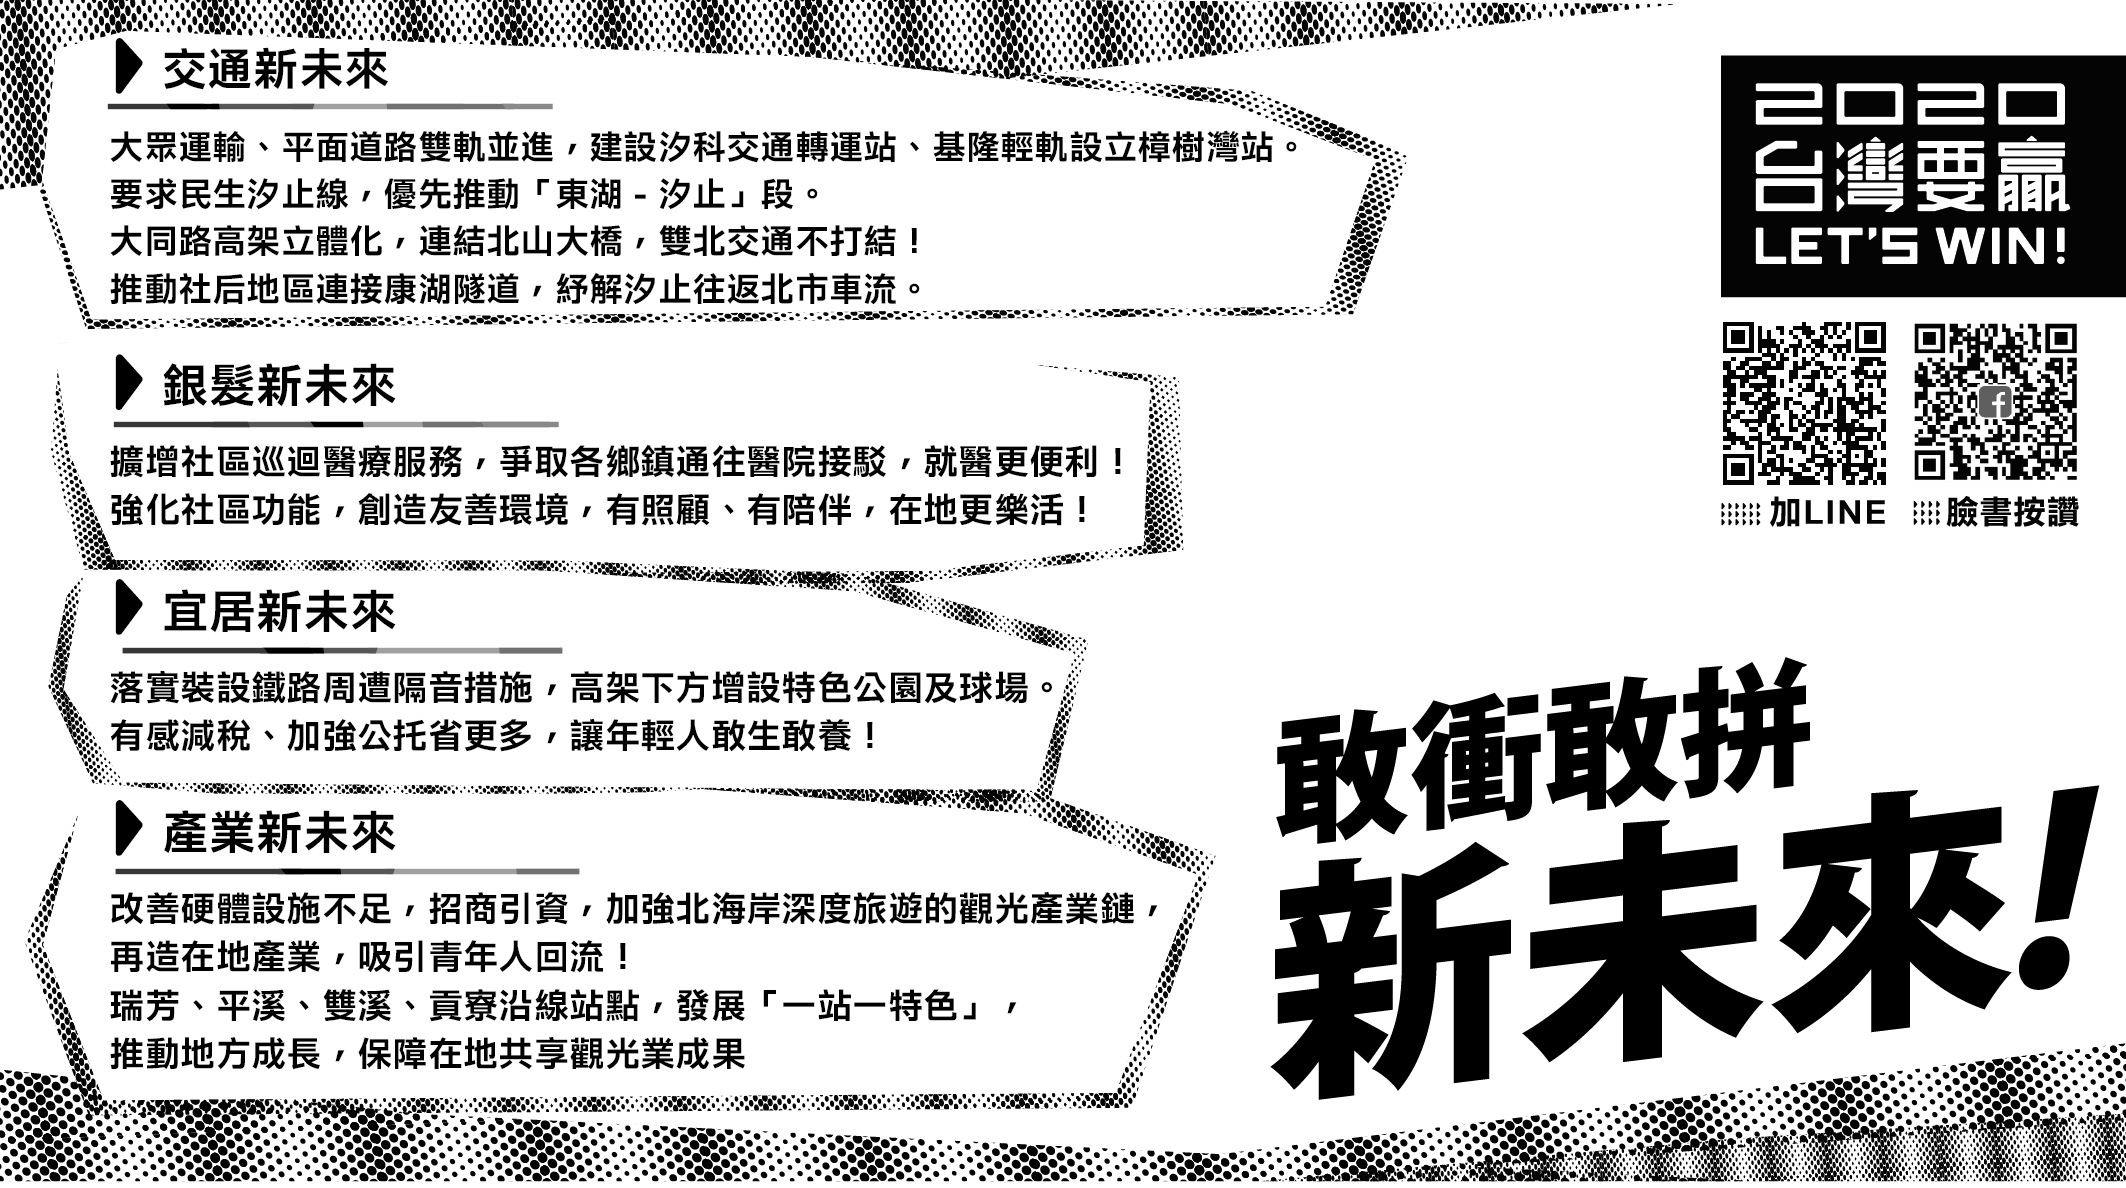 交通新未來
大眾運輸、平面道路雙軌並進，建設汐科交通轉運站、基隆輕軌設立樟樹灣站。
要求民生汐止線，優先推動「東湖－汐止」段。
大同路高架立體化，連結北山大橋，雙北交通不打結！
推動社后地區連接康湖隧道，紓解汐止往返北市車流。
銀髮新未來
擴增社區巡迴醫療服務，爭取各鄉鎮通往醫院接駁，就醫更便利！
強化社區功能，創造友善環境，有照顧、有陪伴，在地更樂活！
宜居新未來
落實裝設鐵路周遭隔音措施，高架下方增設特色公園及球場。
有感減稅、加強公托省更多，讓年輕人敢生敢養！
產業新未來
改善硬體設施不足，招商引資，加強北海岸深度旅遊的觀光產業鏈，
再造在地產業，吸引青年人回流！
瑞芳、平溪、雙溪、貢寮沿線站點，發展「一站一特色」，
推動地方成長，保障在地共享觀光業成果
2020
台灣要贏
LET'S WIN!
加LINE
臉書按讚
敢衝敢拼
新未來!